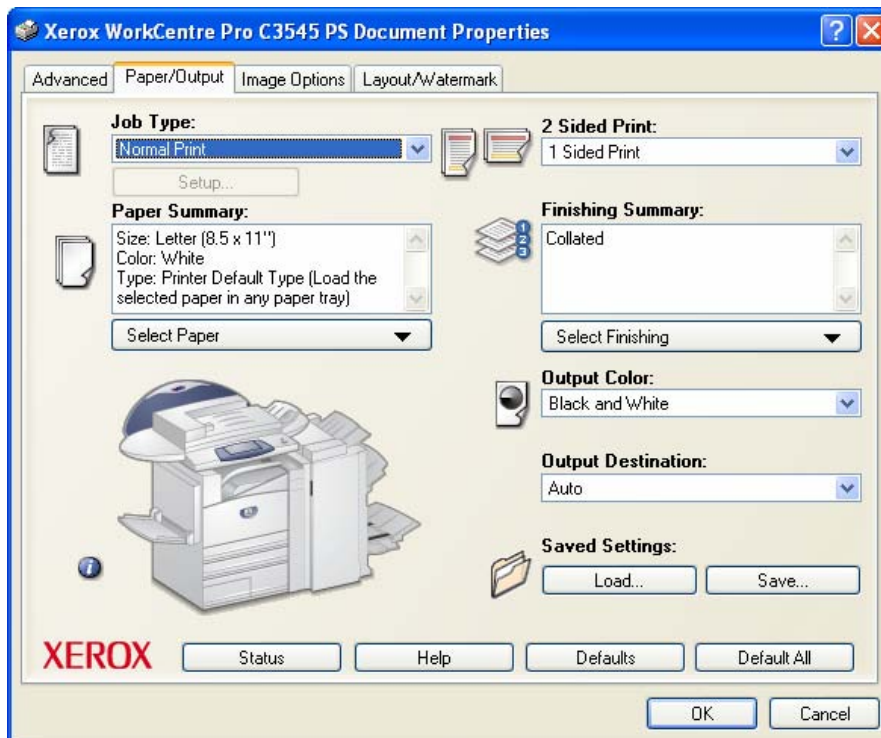 Xerox WorkCentre Pro C3545 PS Document Properties
Advanced
Paper/Output
Image Options
Layout/Watermark
Job Type:
Normal Print
Setup...
Paper Summary:
Size: Letter (8.5 x 11")
Color: White
Type: Printer Default Type (Load the
selected paper in any paper tray)
Select Paper
2 Sided Print:
1 Sided Print
Finishing Summary:
1
2
3
Collated
Select Finishing
Output Color:
Black and White
Output Destination:
Auto
Saved Settings:
Load...
Save...
XEROX
Status
Help
Defaults
Default All
OK
Cancel